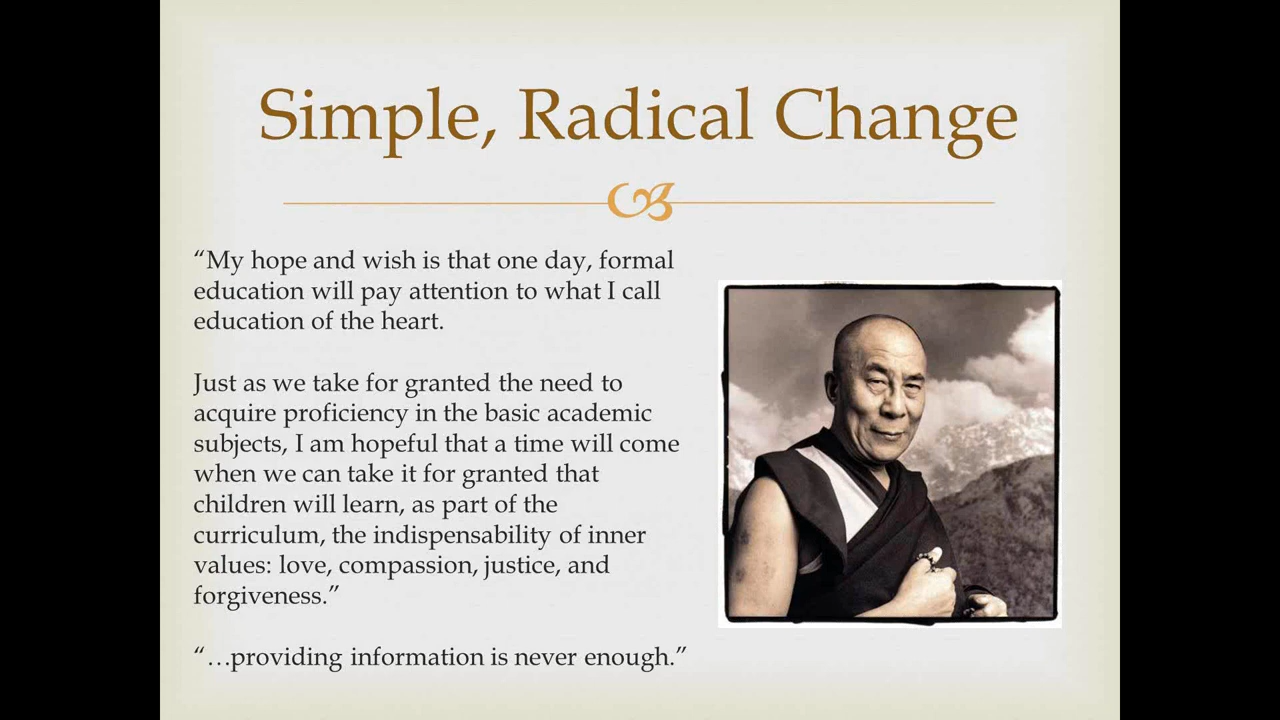 Simple, Radical Change
“My hope and wish is that one day, formal
education will pay attention to what I call
education of the heart.
Just as we take for granted the need to
acquire proficiency in the basic academic
subjects, I am hopeful that a time will come
when we can take it for granted that
children will learn, as part of the
curriculum, the indispensability of inner
values: love, compassion, justice, and
forgiveness.”
“…providing information is never enough.”